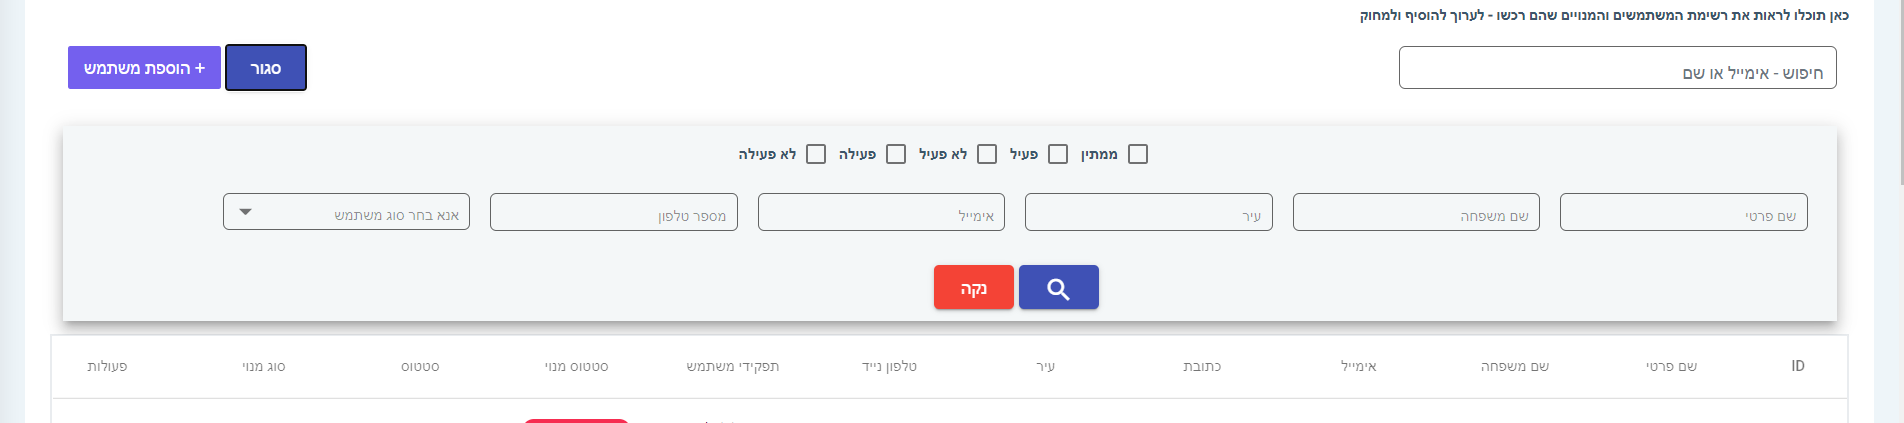 כאן תוכלו לראות את רשימת המשתמשים והמנויים שהם רכשו - לערוך להוסיף ולמחוק
חיפוש - אימייל או שם
סגור
+ הוספת משתמש
ממתין פעיל לא פעיל פעילה לא פעילה
שם פרטי שם משפחה עיר אימייל מספר טלפון אנא בחר סוג משתמש
נקה
ID שם פרטי שם משפחה אימייל כתובת עיר טלפון נייד תפקידי משתמש סטטוס מנוי סטטוס סוג מנוי פעולות